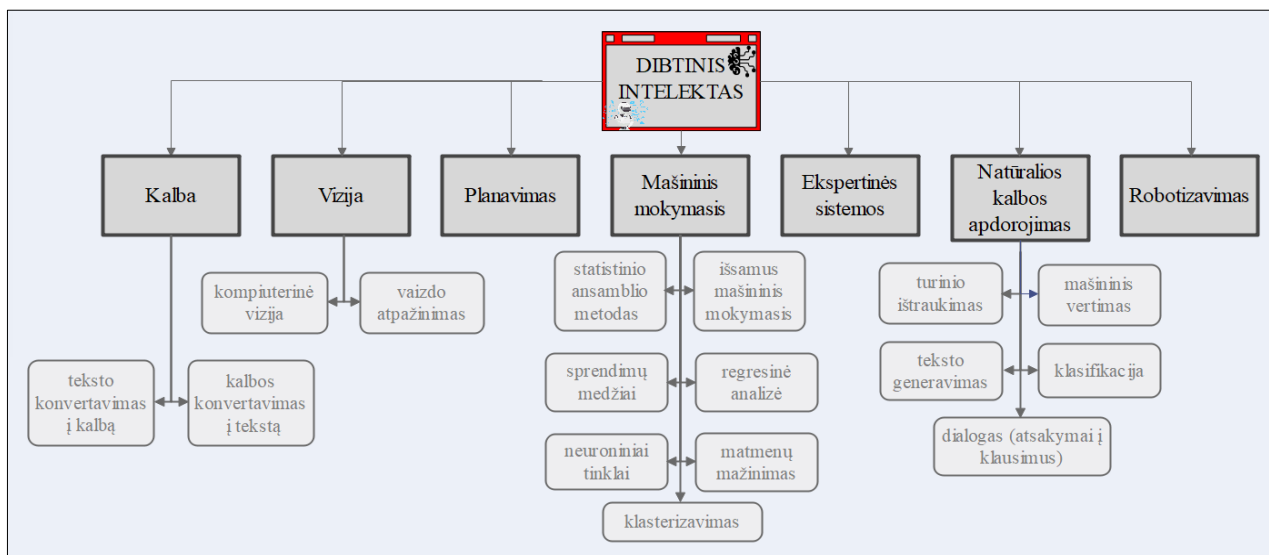 DIBTINIS
INTELEKTAS
Kalba
Vizija
Planavimas
Mašininis
mokymasis
Ekspertinės
sistemos
Natūralios
kalbos
apdorojimas
Robotizavimas
teksto
konvertavimas
į kalbą
kalbos
konvertavimas
į tekstą
kompiuterinė
vizija
vaizdo
atpažinimas
statistinio
ansamblio
metodas
išsamus
mašininis
mokymasis
sprendimų
medžiai
regresinė
analizė
neuroniniai
tinklai
matmenų
mažinimas
klasterizavimas
turinio
ištraukimas
mašininis
vertimas
teksto
generavimas
klasifikacija
dialogas (atsakymai į
klausimus)